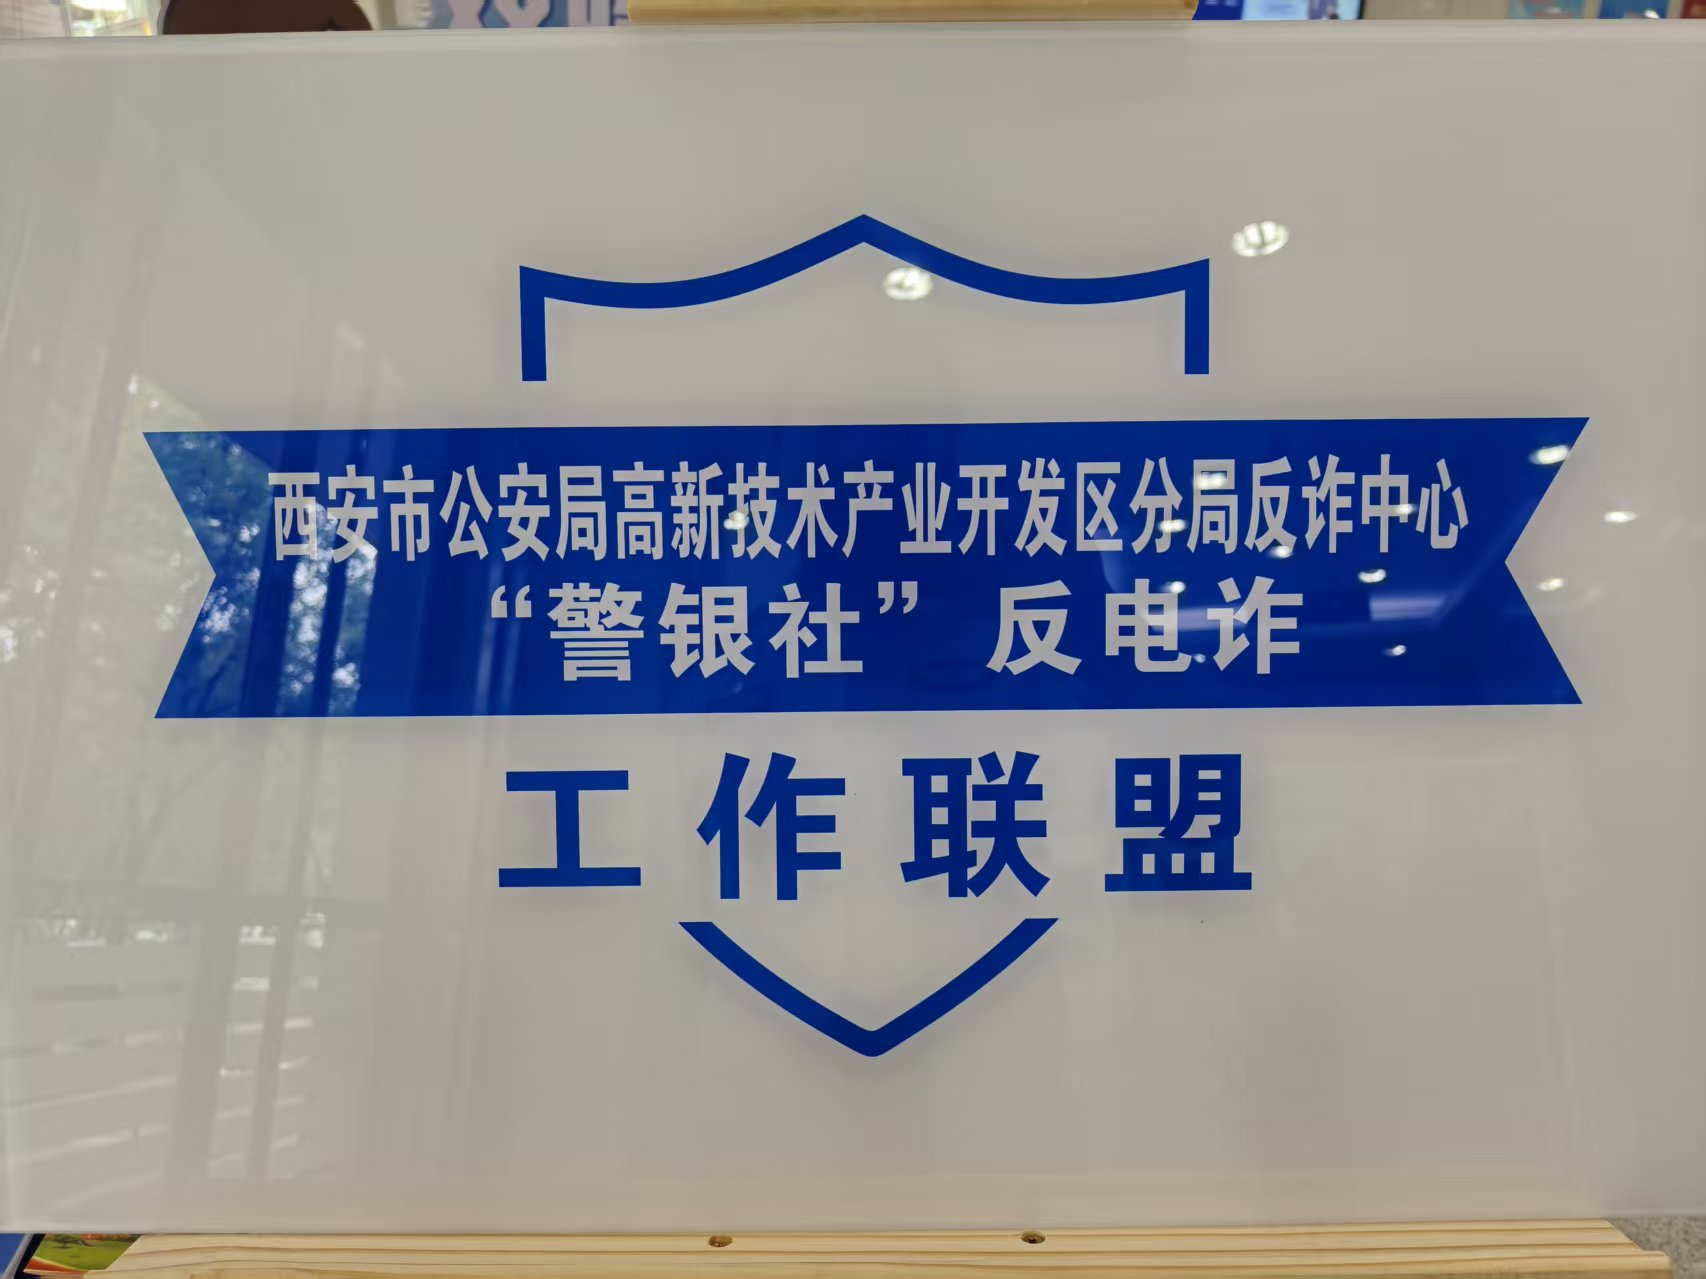 西安市公安局高新技术产业开发区分局反诈中心
“警银社”反电诈
工作联盟